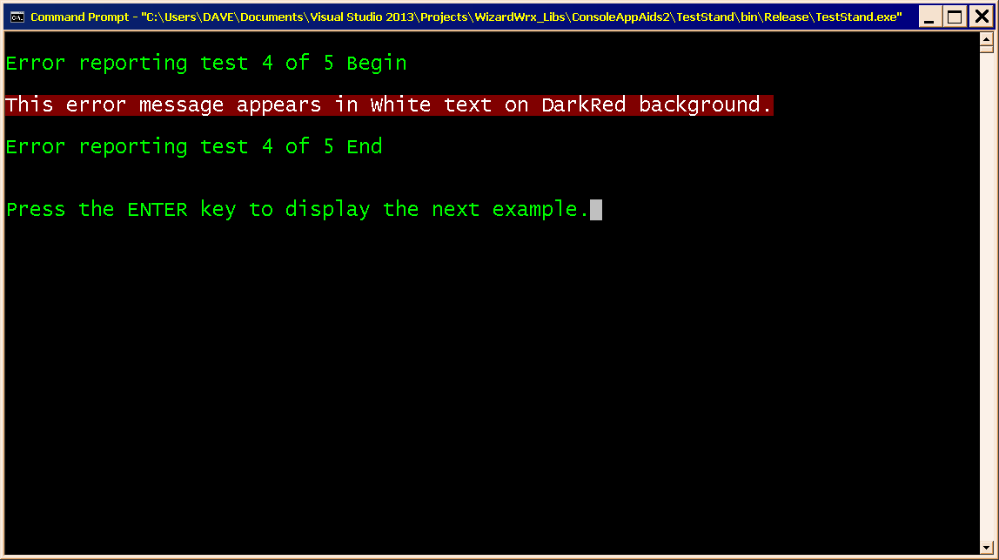 Command Prompt - "C:\Users\DAVE\Documents\Visual Studio 2013\Projects\WizardWrx_Libs\ConsoleAppAids2\TestStand\bin\Release\TestStand.exe"
Error reporting test 4 of 5 Begin
This error message appears in White text on DarkRed background.
Error reporting test 4 of 5 End
Press the ENTER key to display the next example.